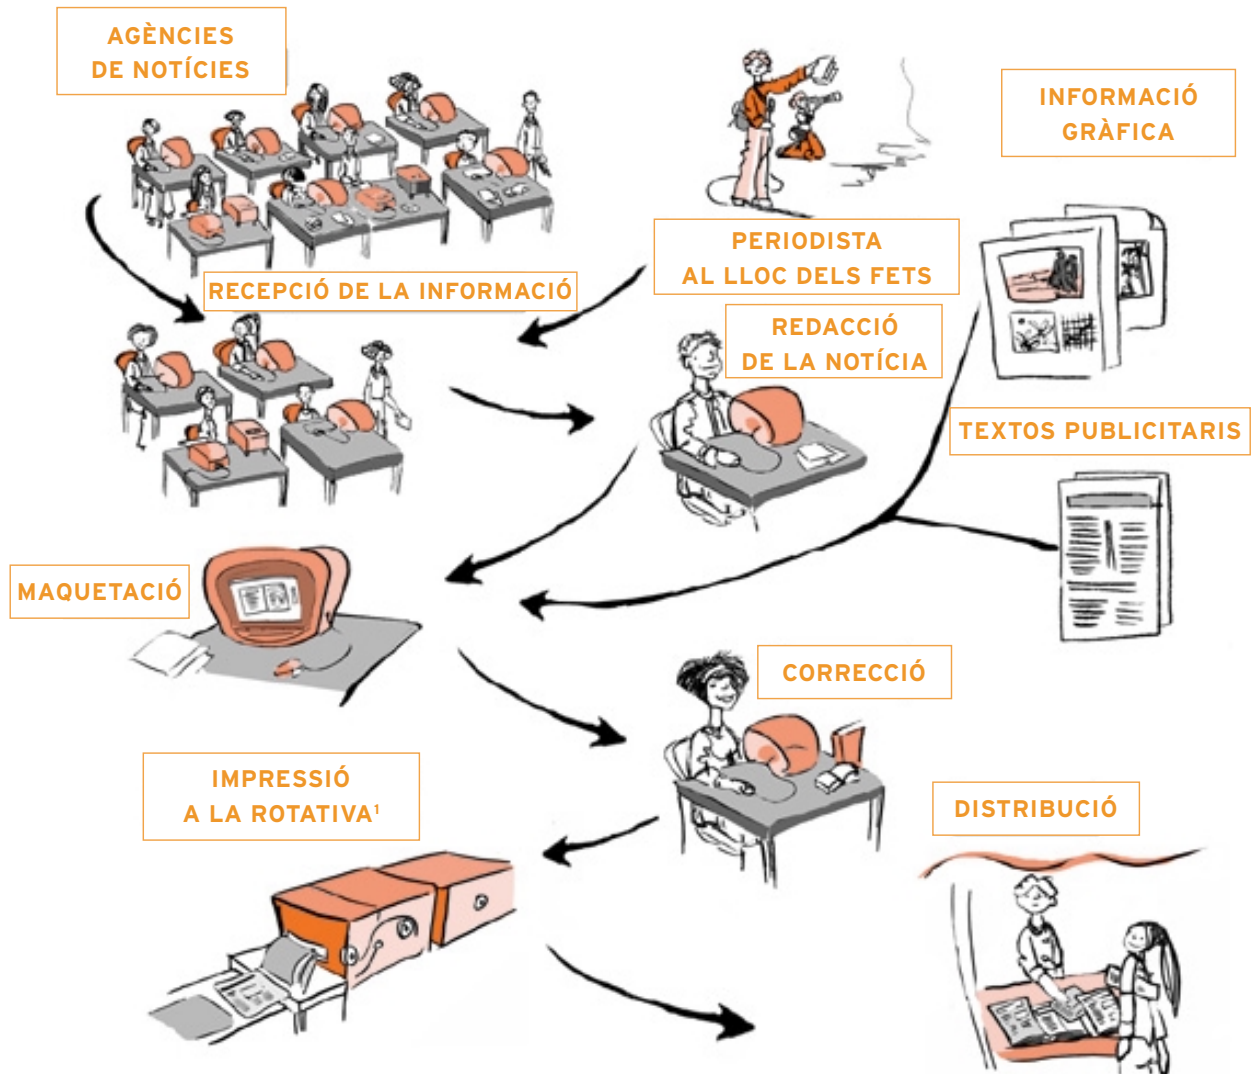 AGÈNCIES
DE NOTÍCIES
INFORMACIÓ
GRÀFICA
PERIODISTA
AL LLOC DELS FETS
RECEPCIÓ DE LA INFORMACIÓ
REDACCIÓ
DE LA NOTÍCIA
TEXTOS PUBLICITARIS
MAQUETACIÓ
CORRECCIÓ
IMPRESSIÓ
A LA ROTATIVA¹
DISTRIBUCIÓ